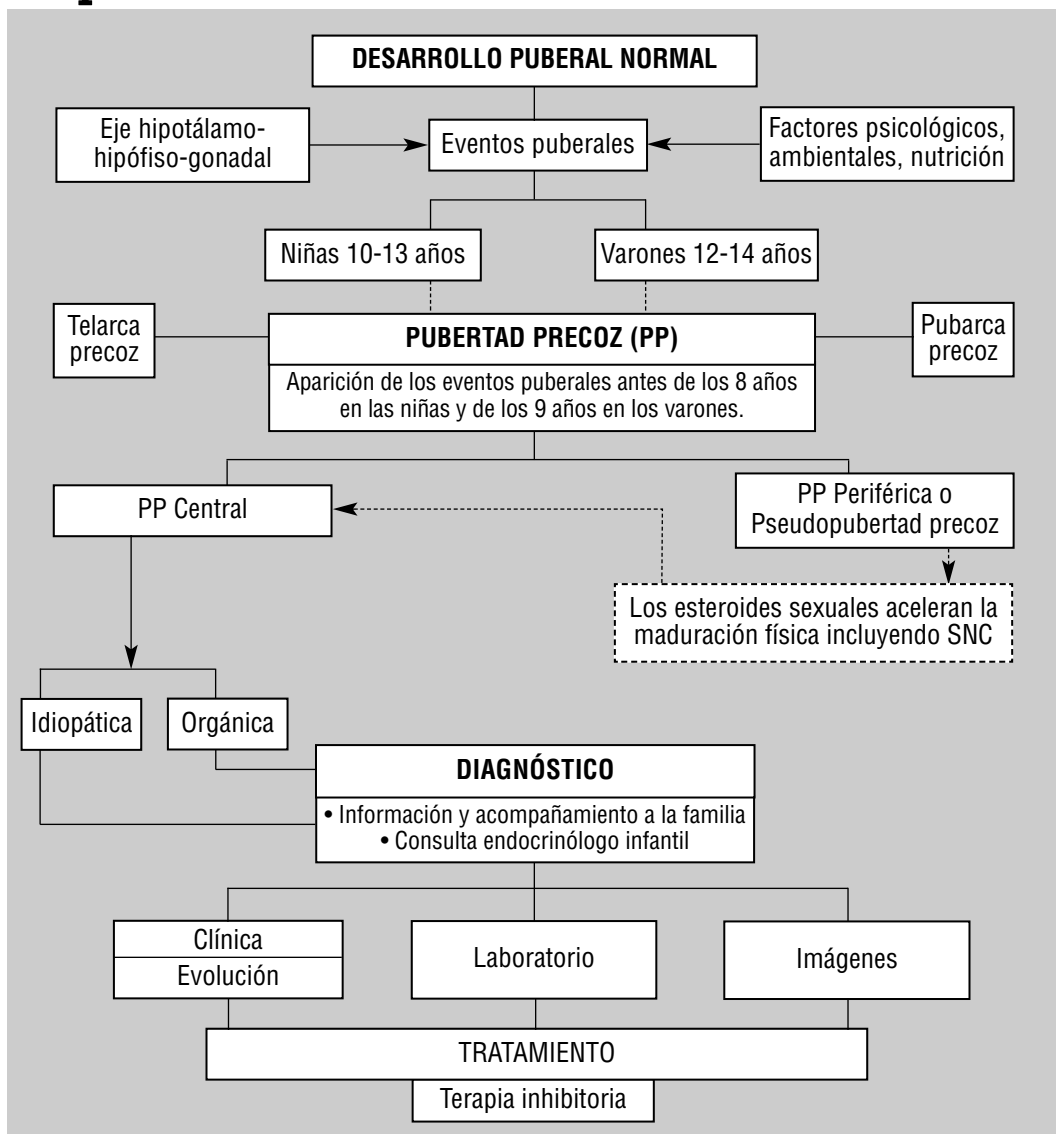 DESARROLLO PUBERAL NORMAL
Eje hipotálamo-
hipófiso-gonadal
Eventos puberales
Factores psicológicos,
ambientales, nutrición
Niñas 10-13 años
Varones 12-14 años
Telarca
precoz
PUBERTAD PRECOZ (PP)
Pubarca
precoz
Aparición de los eventos puberales antes de los 8 años
en las niñas y de los 9 años en los varones.
PP Central
PP Periférica o
Pseudopubertad precoz
Los esteroides sexuales aceleran la
maduración física incluyendo SNC
Idiopática
Orgánica
DIAGNÓSTICO
• Información y acompañamiento a la familia
• Consulta endocrinólogo infantil
Clínica
Evolución
Laboratorio
Imágenes
TRATAMIENTO
Terapia inhibitoria